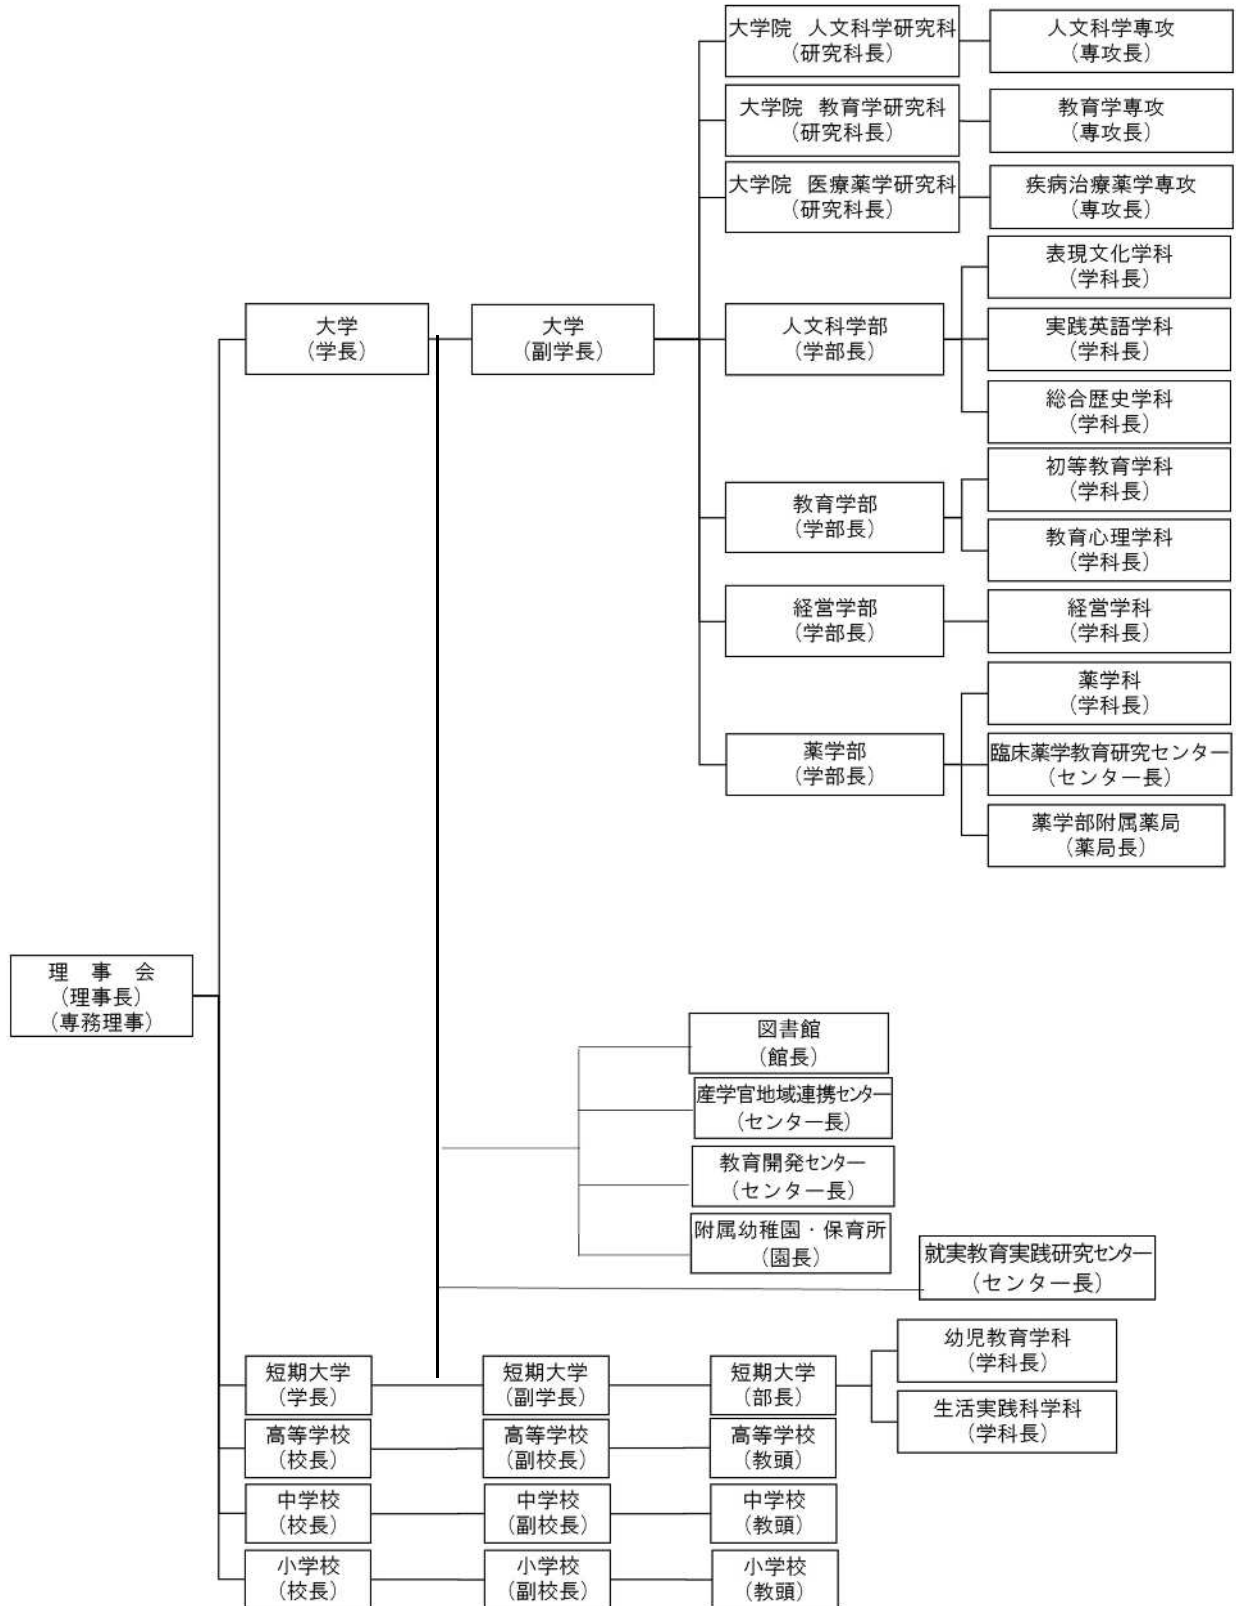 大学院 人文科学研究科
（研究科長）
人文科学専攻
（専攻長）
大学院 教育学研究科
（研究科長）
教育学専攻
（専攻長）
大学院 医療薬学研究科
（研究科長）
疾病治療薬学専攻
（専攻長）
大学
（学長）
大学
（副学長）
人文科学部
（学部長）
表現文化学科
（学科長）
実践英語学科
（学科長）
総合歴史学科
（学科長）
教育学部
（学部長）
初等教育学科
（学科長）
教育心理学科
（学科長）
経営学部
（学部長）
経営学科
（学科長）
薬学部
（学部長）
薬学科
（学科長）
臨床薬学教育研究センター
（センター長）
薬学部附属薬局
（薬局長）
理 事 会
(理事長)
(専務理事)
図書館
（館長）
産学官地域連携センター
（センター長）
教育開発センター
（センター長）
附属幼稚園・保育所
（園長）
就実教育実践研究センター
（センター長）
短期大学
（学長）
短期大学
（副学長）
短期大学
（部長）
幼児教育学科
（学科長）
生活実践科学科
（学科長）
高等学校
（校長）
高等学校
（副校長）
高等学校
（教頭）
中学校
（校長）
中学校
（副校長）
中学校
（教頭）
小学校
（校長）
小学校
（副校長）
小学校
（教頭）